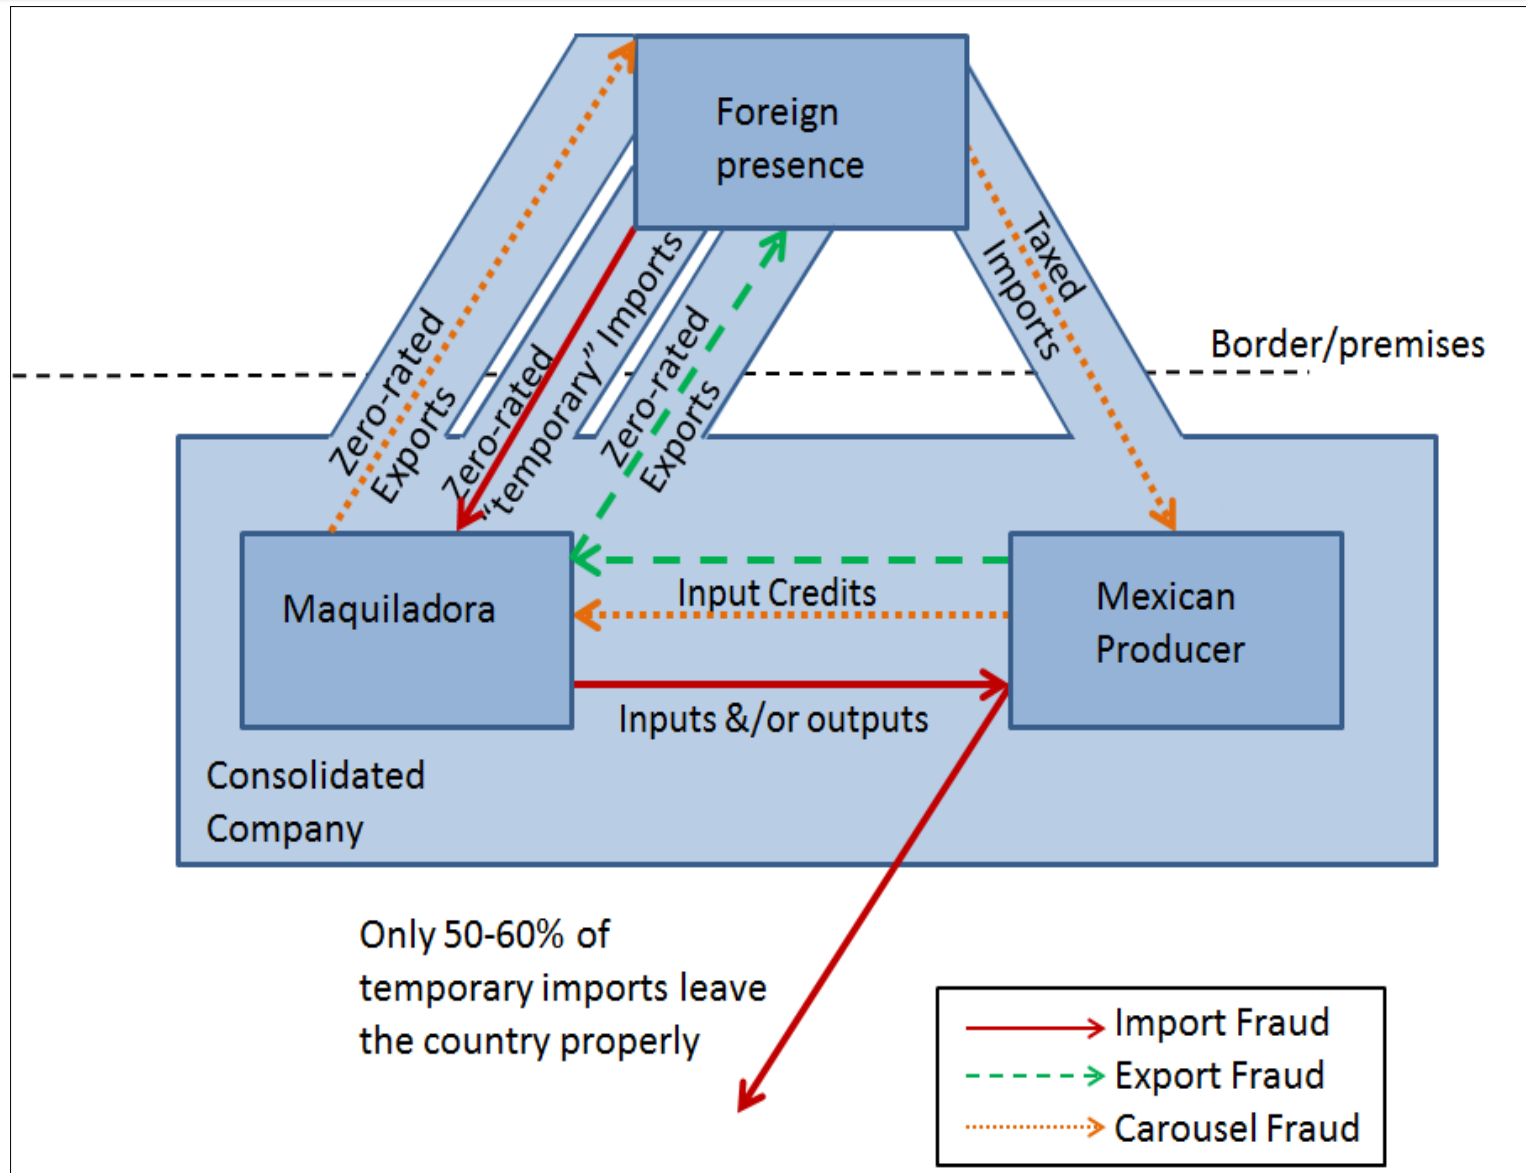 Foreign
presence
Zero-rated
Exports
Zero-rated
“temporary” Imports
Zero-rated
Exports
Taxed
Imports
Border/premises
Maquiladora
Input Credits
Mexican
Producer
Inputs &/or outputs
Consolidated
Company
Only 50-60% of
temporary imports leave
the country properly
Import Fraud
Export Fraud
Carousel Fraud